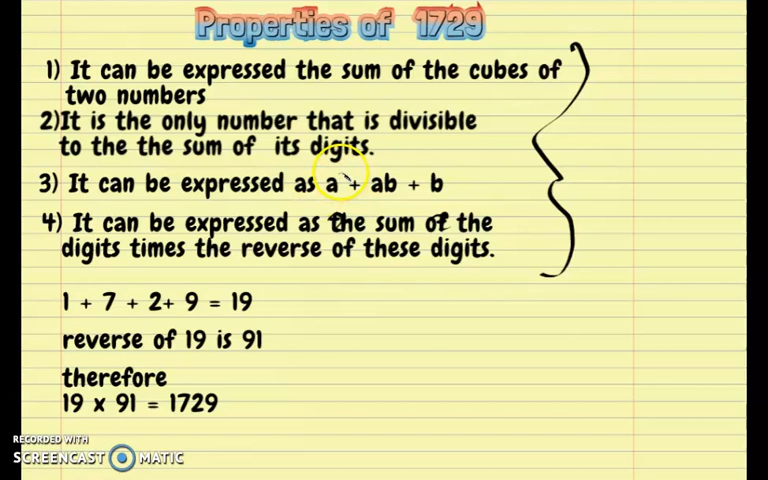 Properties of 1729
1) It can be expressed the sum of the cubes of
two numbers
2)It is the only number that is divisible
to the the sum of its digits.
3) It can be expressed as a + ab + b
4) It can be expressed as the sum of the
digits times the reverse of these digits.
1 + 7 + 2+ 9 = 19
reverse of 19 is 91
therefore
19 x 91 = 1729
RECORDED WITH
SCREENCAST MATIC